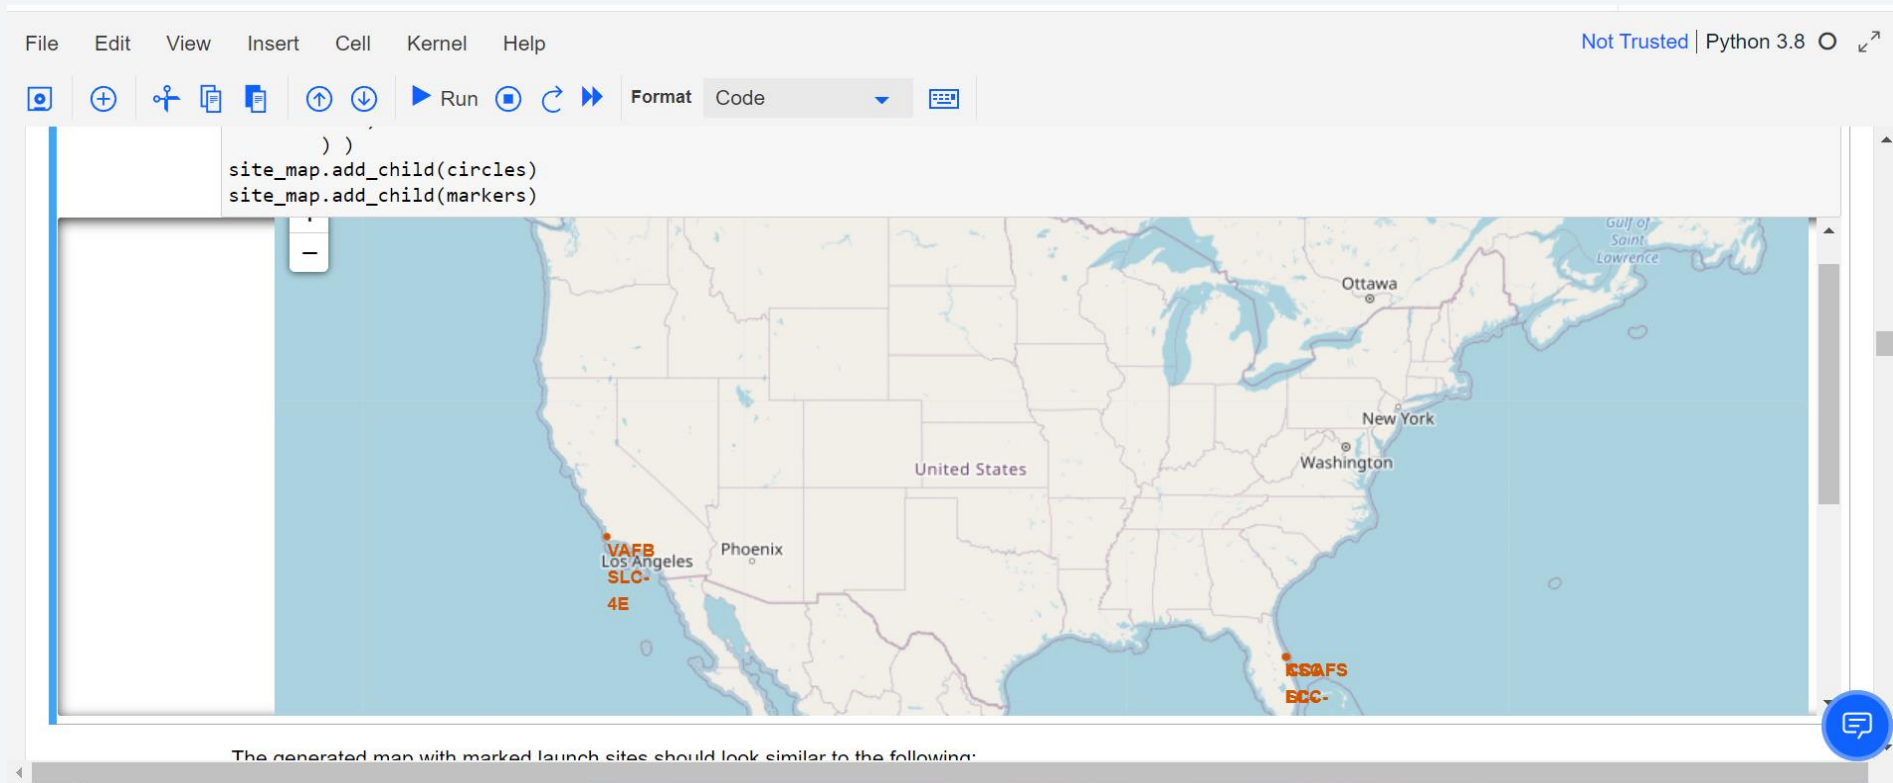 File Edit View Insert Cell Kernel Help Not Trusted | Python 3.8
Run Format Code
) )
site_map.add_child(circles)
site_map.add_child(markers)
−
Gulf of
Saint
Lawrence
Ottawa
New York
Washington
United States
VAFB
Los Angeles
Phoenix
SLC-
4E
The generated map with marked launch sites should look similar to the following: